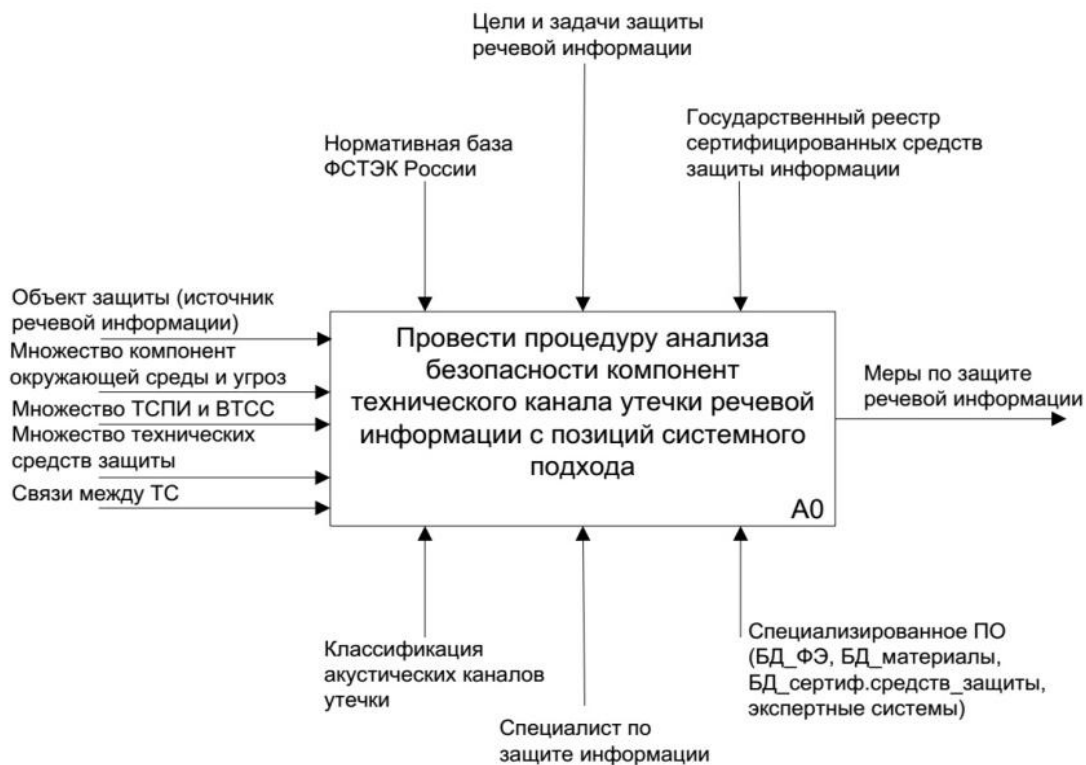 Цели и задачи защиты
речевой информации
Государственный реестр
сертифицированных средств
защиты информации
Нормативная база
ФСТЭК России
Объект защиты (источник
речевой информации)
Множество компонент
окружающей среды и угроз
Множество ТСПИ и ВТСС
Множество технических
средств защиты
Связи между ТС
Провести процедуру анализа
безопасности компонент
технического канала утечки речевой
информации с позиций системного
подхода
А0
Меры по защите
речевой информации
Классификация
акустических каналов
утечки
Специалист по
защите информации
Специализированное ПО
(БД_ФЭ, БД_материалы,
БД_сертиф.средств_защиты,
экспертные системы)